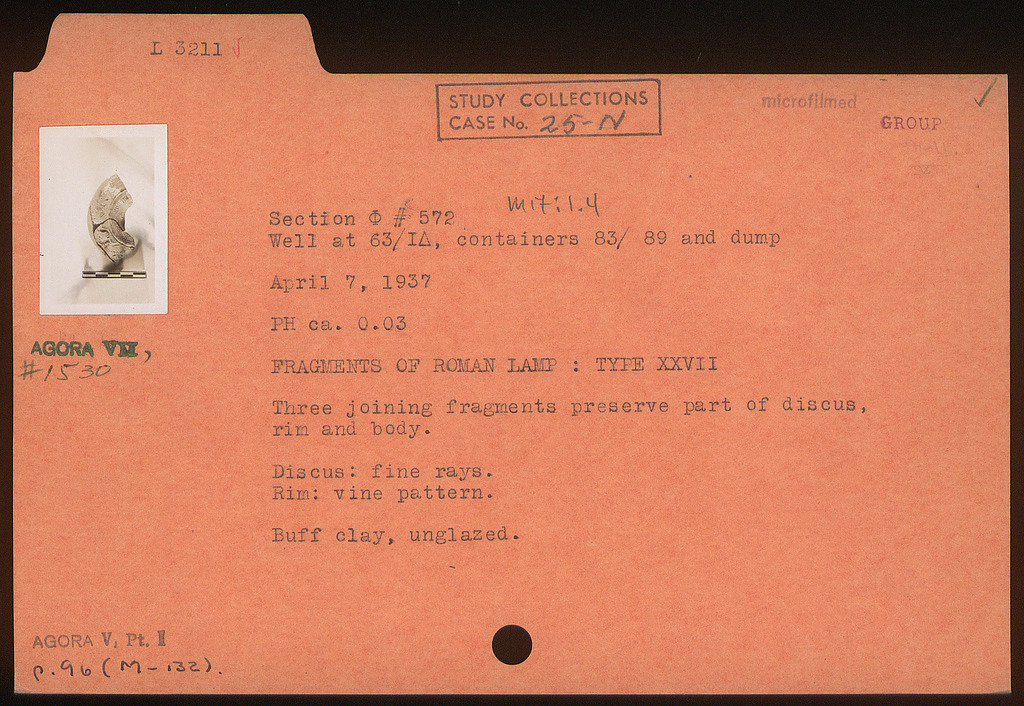 L 3211 √
STUDY COLLECTIONS
CASE No. 25-N
microfilmed
GROUP
M17:1.4
Section Φ # 572
Well at 63/ΙΔ, containers 83/ 89 and dump
April 7, 1937
PH ca. 0.03
AGORA VII,
#1530
FRAGMENTS OF ROMAN LAMP : TYPE XXVII
Three joining fragments preserve part of discus,
rim and body.
Discus: fine rays.
Rim: vine pattern.
Buff clay, unglazed.
AGORA V, Pt. I
p.96 (M-132).